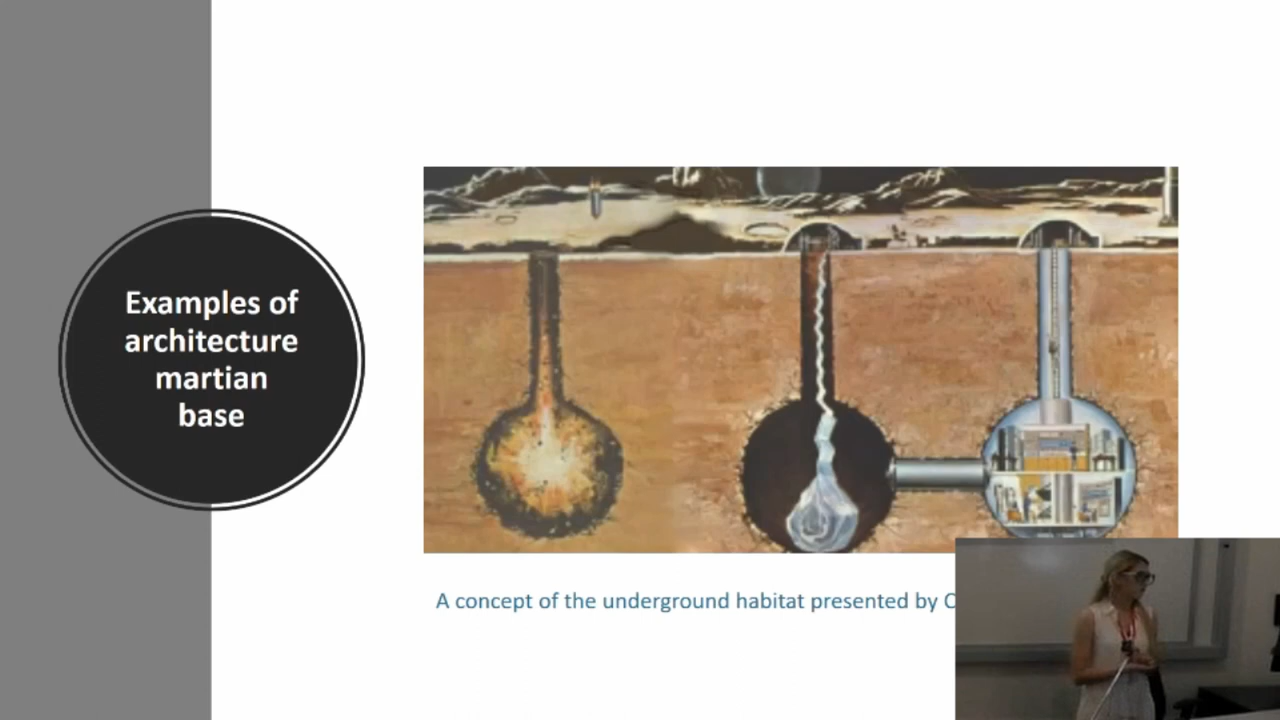 Examples of
architecture
martian
base
A concept of the underground habitat presented by